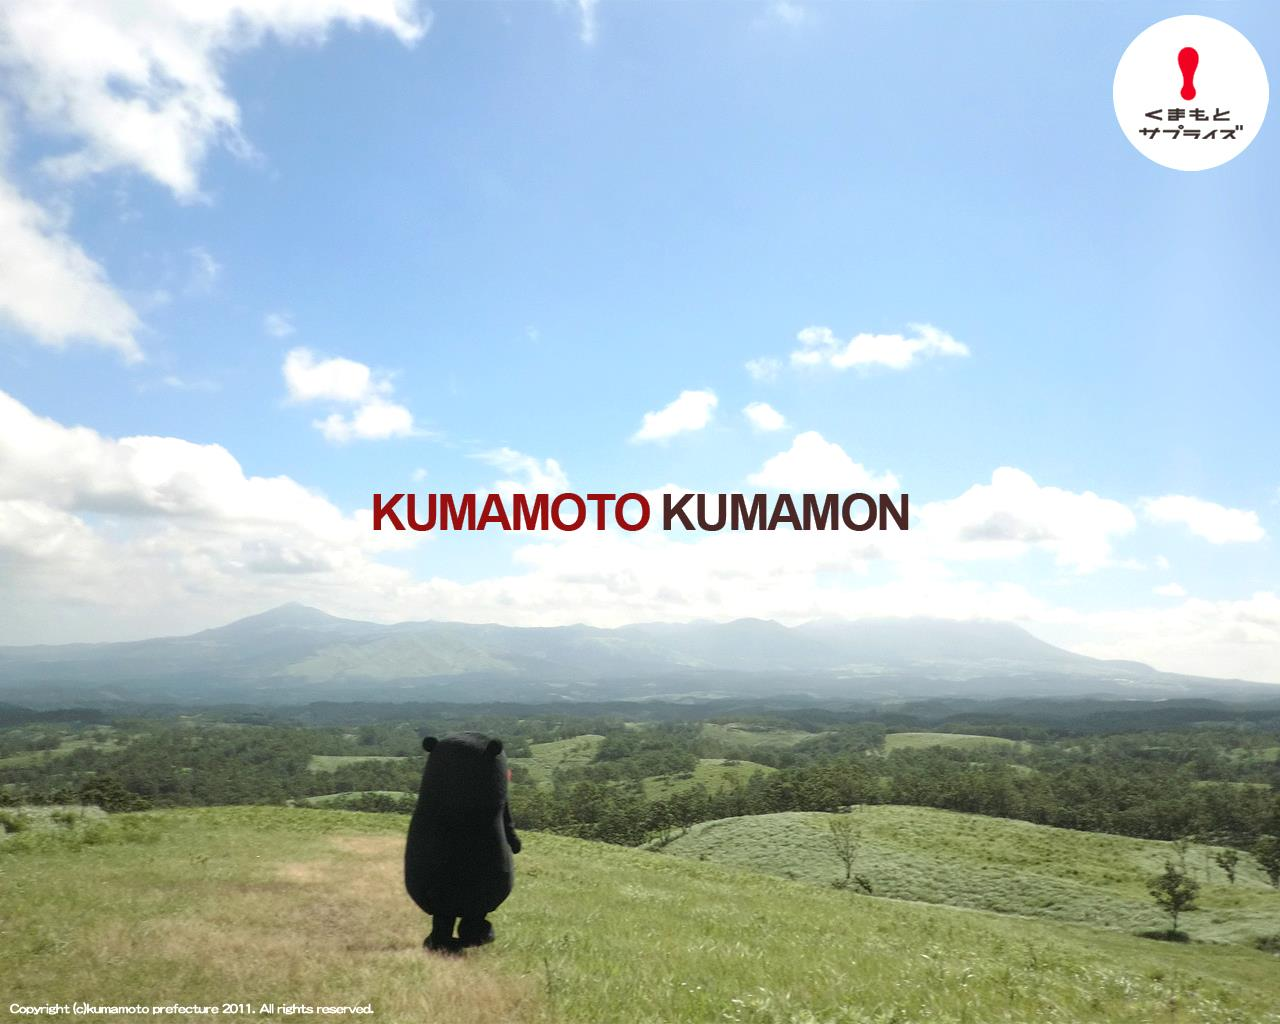 くまもと
サプライズ
KUMAMOTO KUMAMON
Copyright (c)kumamoto prefecture 2011. All rights reserved.